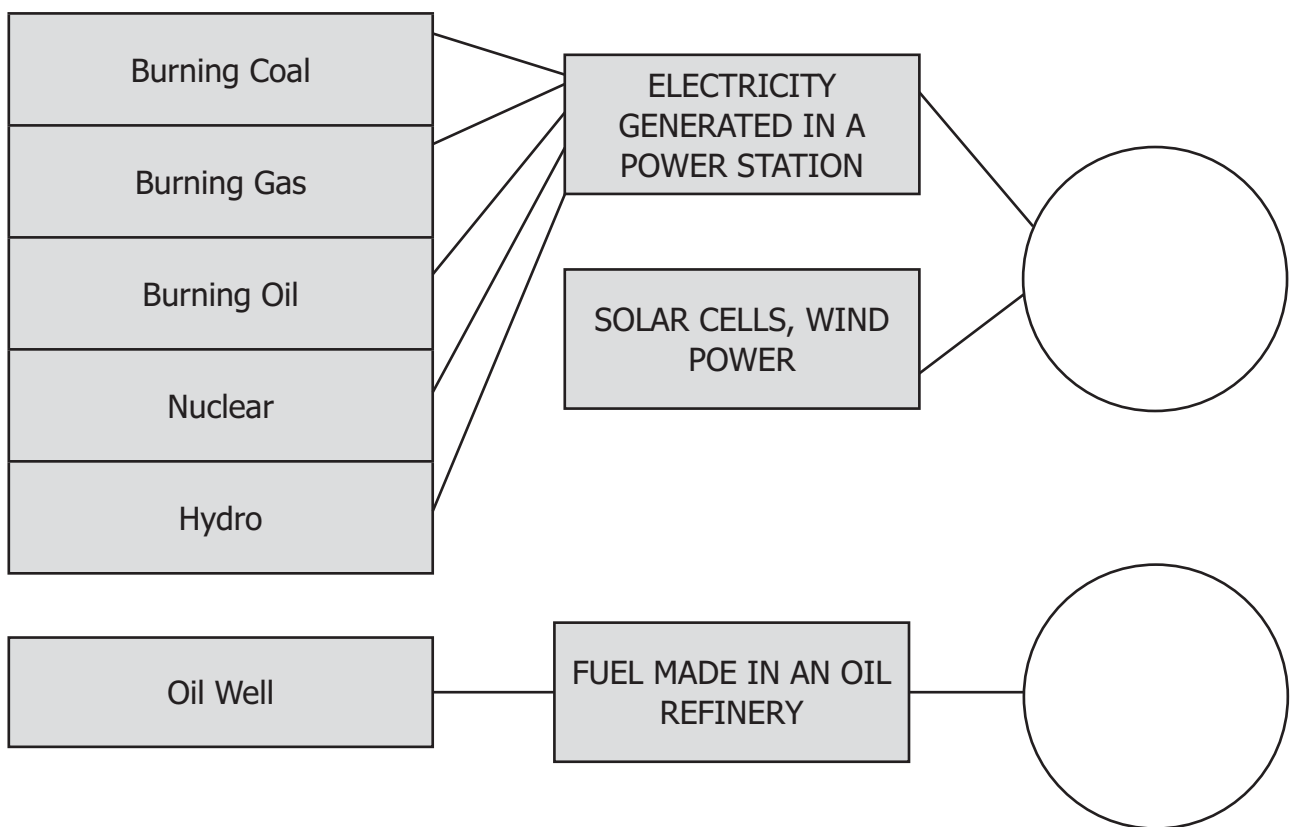 Burning Coal
Burning Gas
Burning Oil
Nuclear
Hydro
ELECTRICITY
GENERATED IN A
POWER STATION
SOLAR CELLS, WIND
POWER
Oil Well
FUEL MADE IN AN OIL
REFINERY